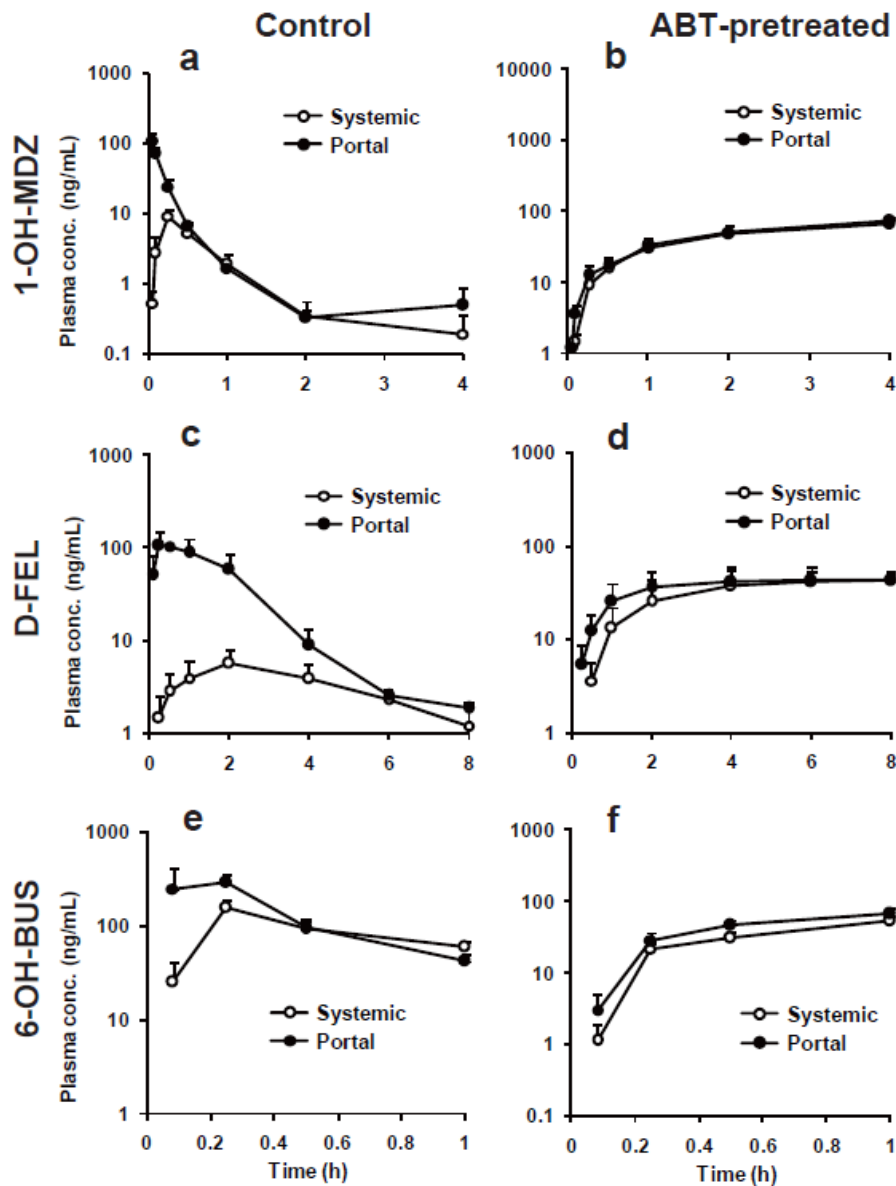 Control
ABT-pretreated
1-OH-MDZ
a
Plasma conc. (ng/mL)
1000
100
10
1
0.1
Systemic
Portal
0 1 2 3 4
b
10000
1000
100
10
1
Systemic
Portal
0 1 2 3 4
D-FEL
c
Plasma conc. (ng/mL)
1000
100
10
1
Systemic
Portal
0 2 4 6 8
d
1000
100
10
1
Systemic
Portal
0 2 4 6 8
6-OH-BUS
e
Plasma conc. (ng/mL)
1000
100
10
1
Systemic
Portal
0 0.2 0.4 0.6 0.8 1
Time (h)
f
1000
100
10
1
0.1
Systemic
Portal
0 0.2 0.4 0.6 0.8 1
Time (h)